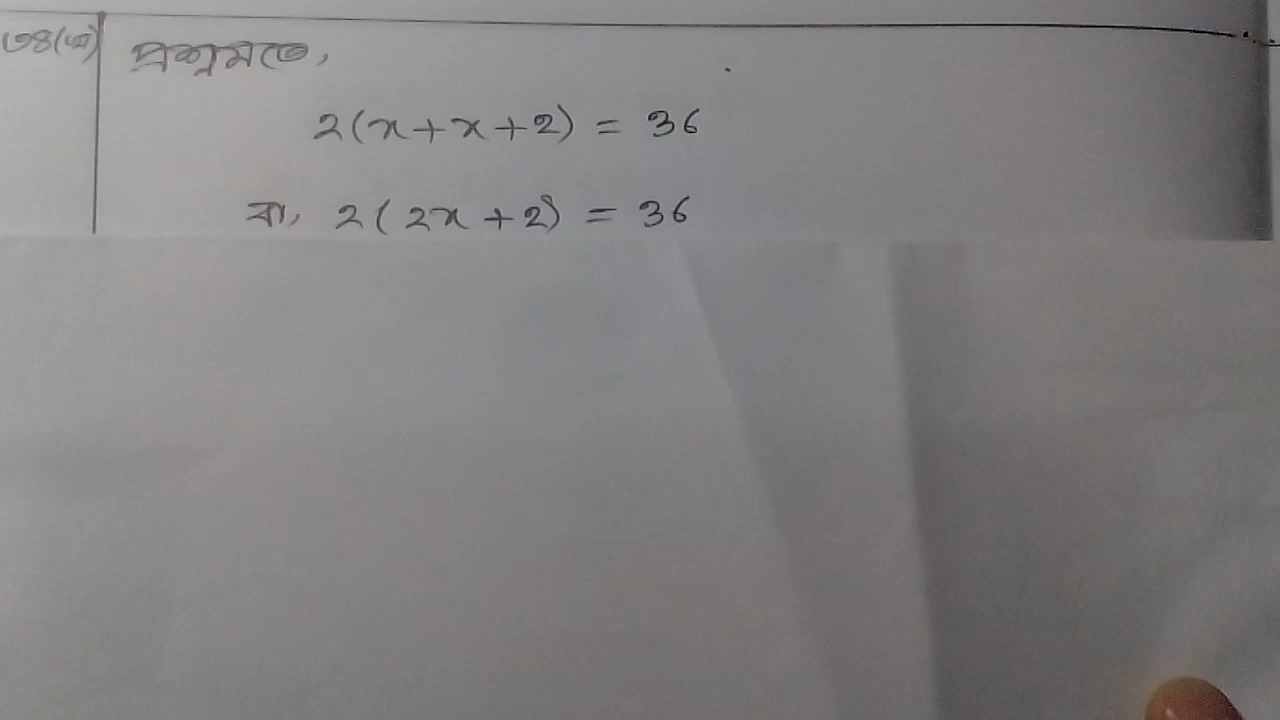 ৩৪(ক) প্রশ্নমতে,
2(x+x+2) = 36
বা, 2(2x+2) = 36